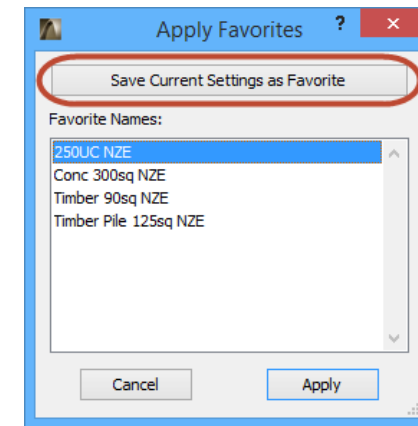 Apply Favorites ? ×
Save Current Settings as Favorite
Favorite Names:
250UC NZE
Conc 300sq NZE
Timber 90sq NZE
Timber Pile 125sq NZE
Cancel Apply